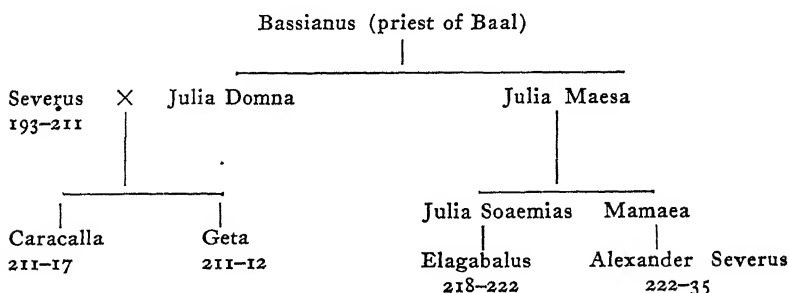 Bassianus (priest of Baal)
Severus × Julia Domna Julia Maesa
193–211
Julia Soaemias Mamaea
Caracalla Geta
211–17 211–12
Elagabalus Alexander Severus
218–222 222–35